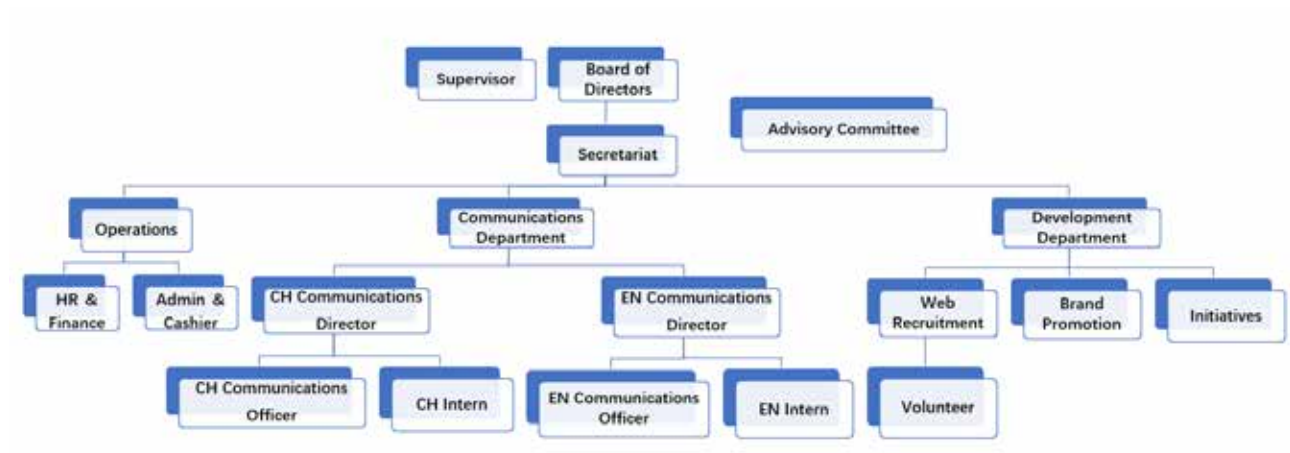 Supervisor
Board of
Directors
Advisory Committee
Secretariat
Operations
Communications
Department
Development
Department
HR &
Finance
Admin &
Cashier
CH Communications
Director
EN Communications
Director
Web
Recruitment
Brand
Promotion
Initiatives
CH Communications
Officer
CH Intern
EN Communications
Officer
EN Intern
Volunteer